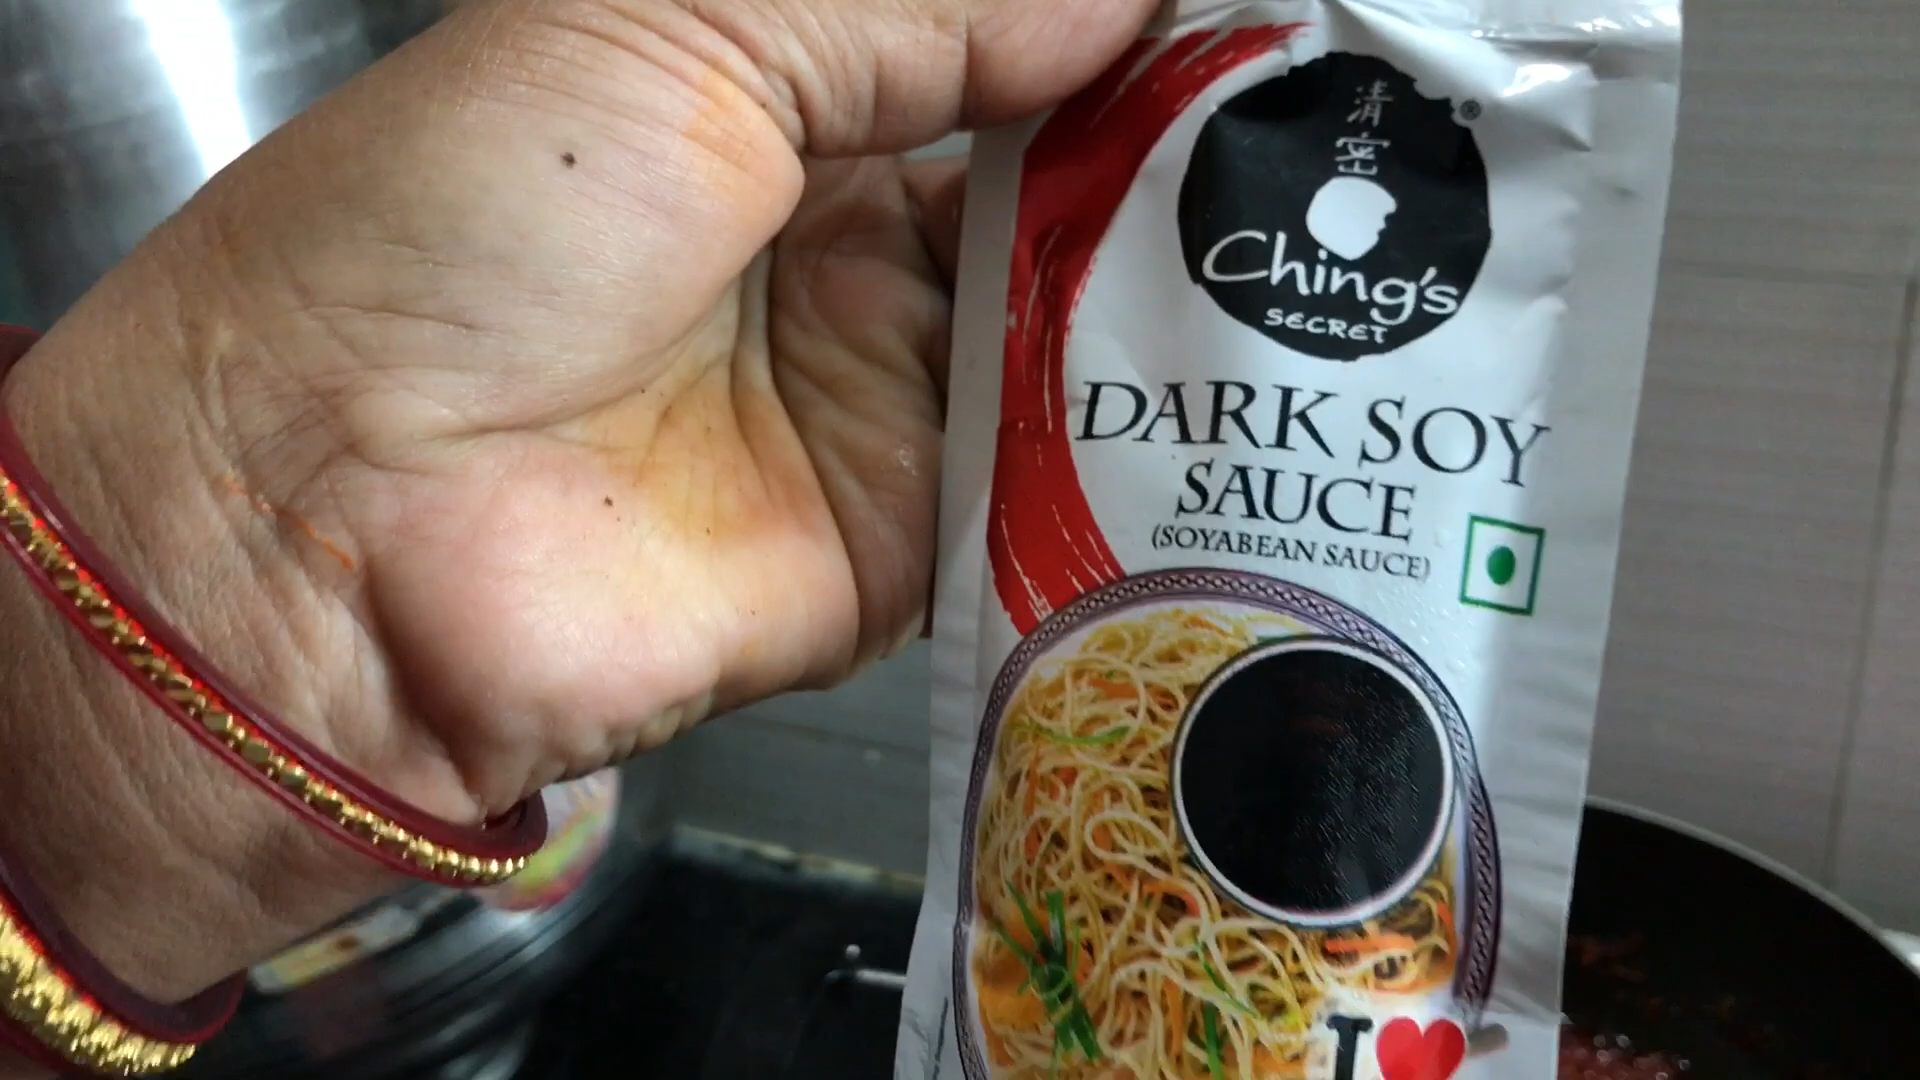 清
密
®
Ching's
SECRET
DARK SOY
SAUCE
(SOYABEAN SAUCE)
I